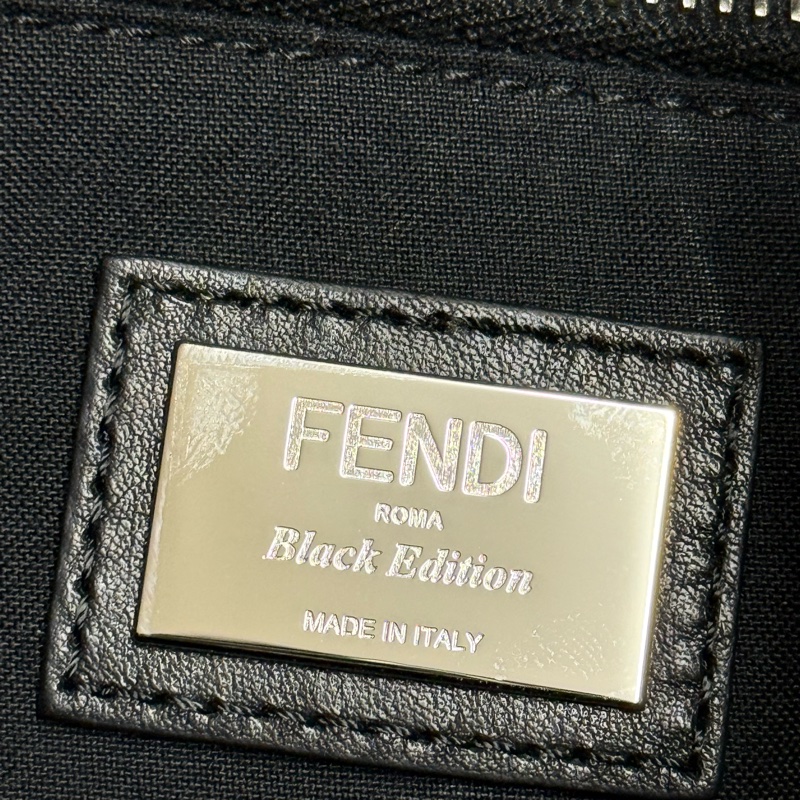 FENDI
ROMA
Black Edition
MADE IN ITALY